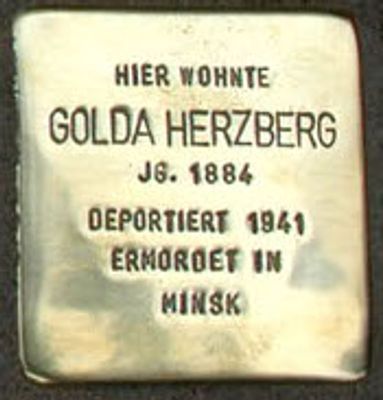 HIER WOHNTE
GOLDA HERZBERG
JG. 1884
DEPORTIERT 1941
ERMORDET IN
MINSK